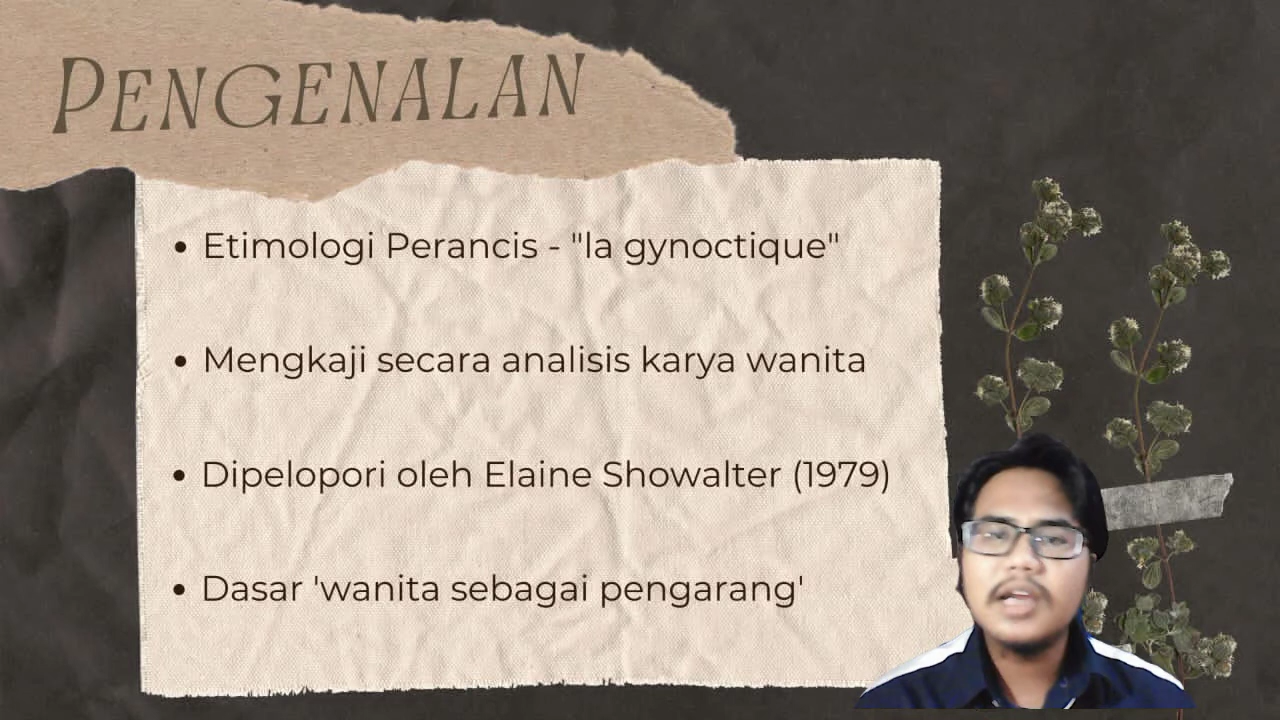 PENGENALAN
• Etimologi Perancis - "la gynoctique"
• Mengkaji secara analisis karya wanita
• Dipelopori oleh Elaine Showalter (1979)
• Dasar 'wanita sebagai pengarang'